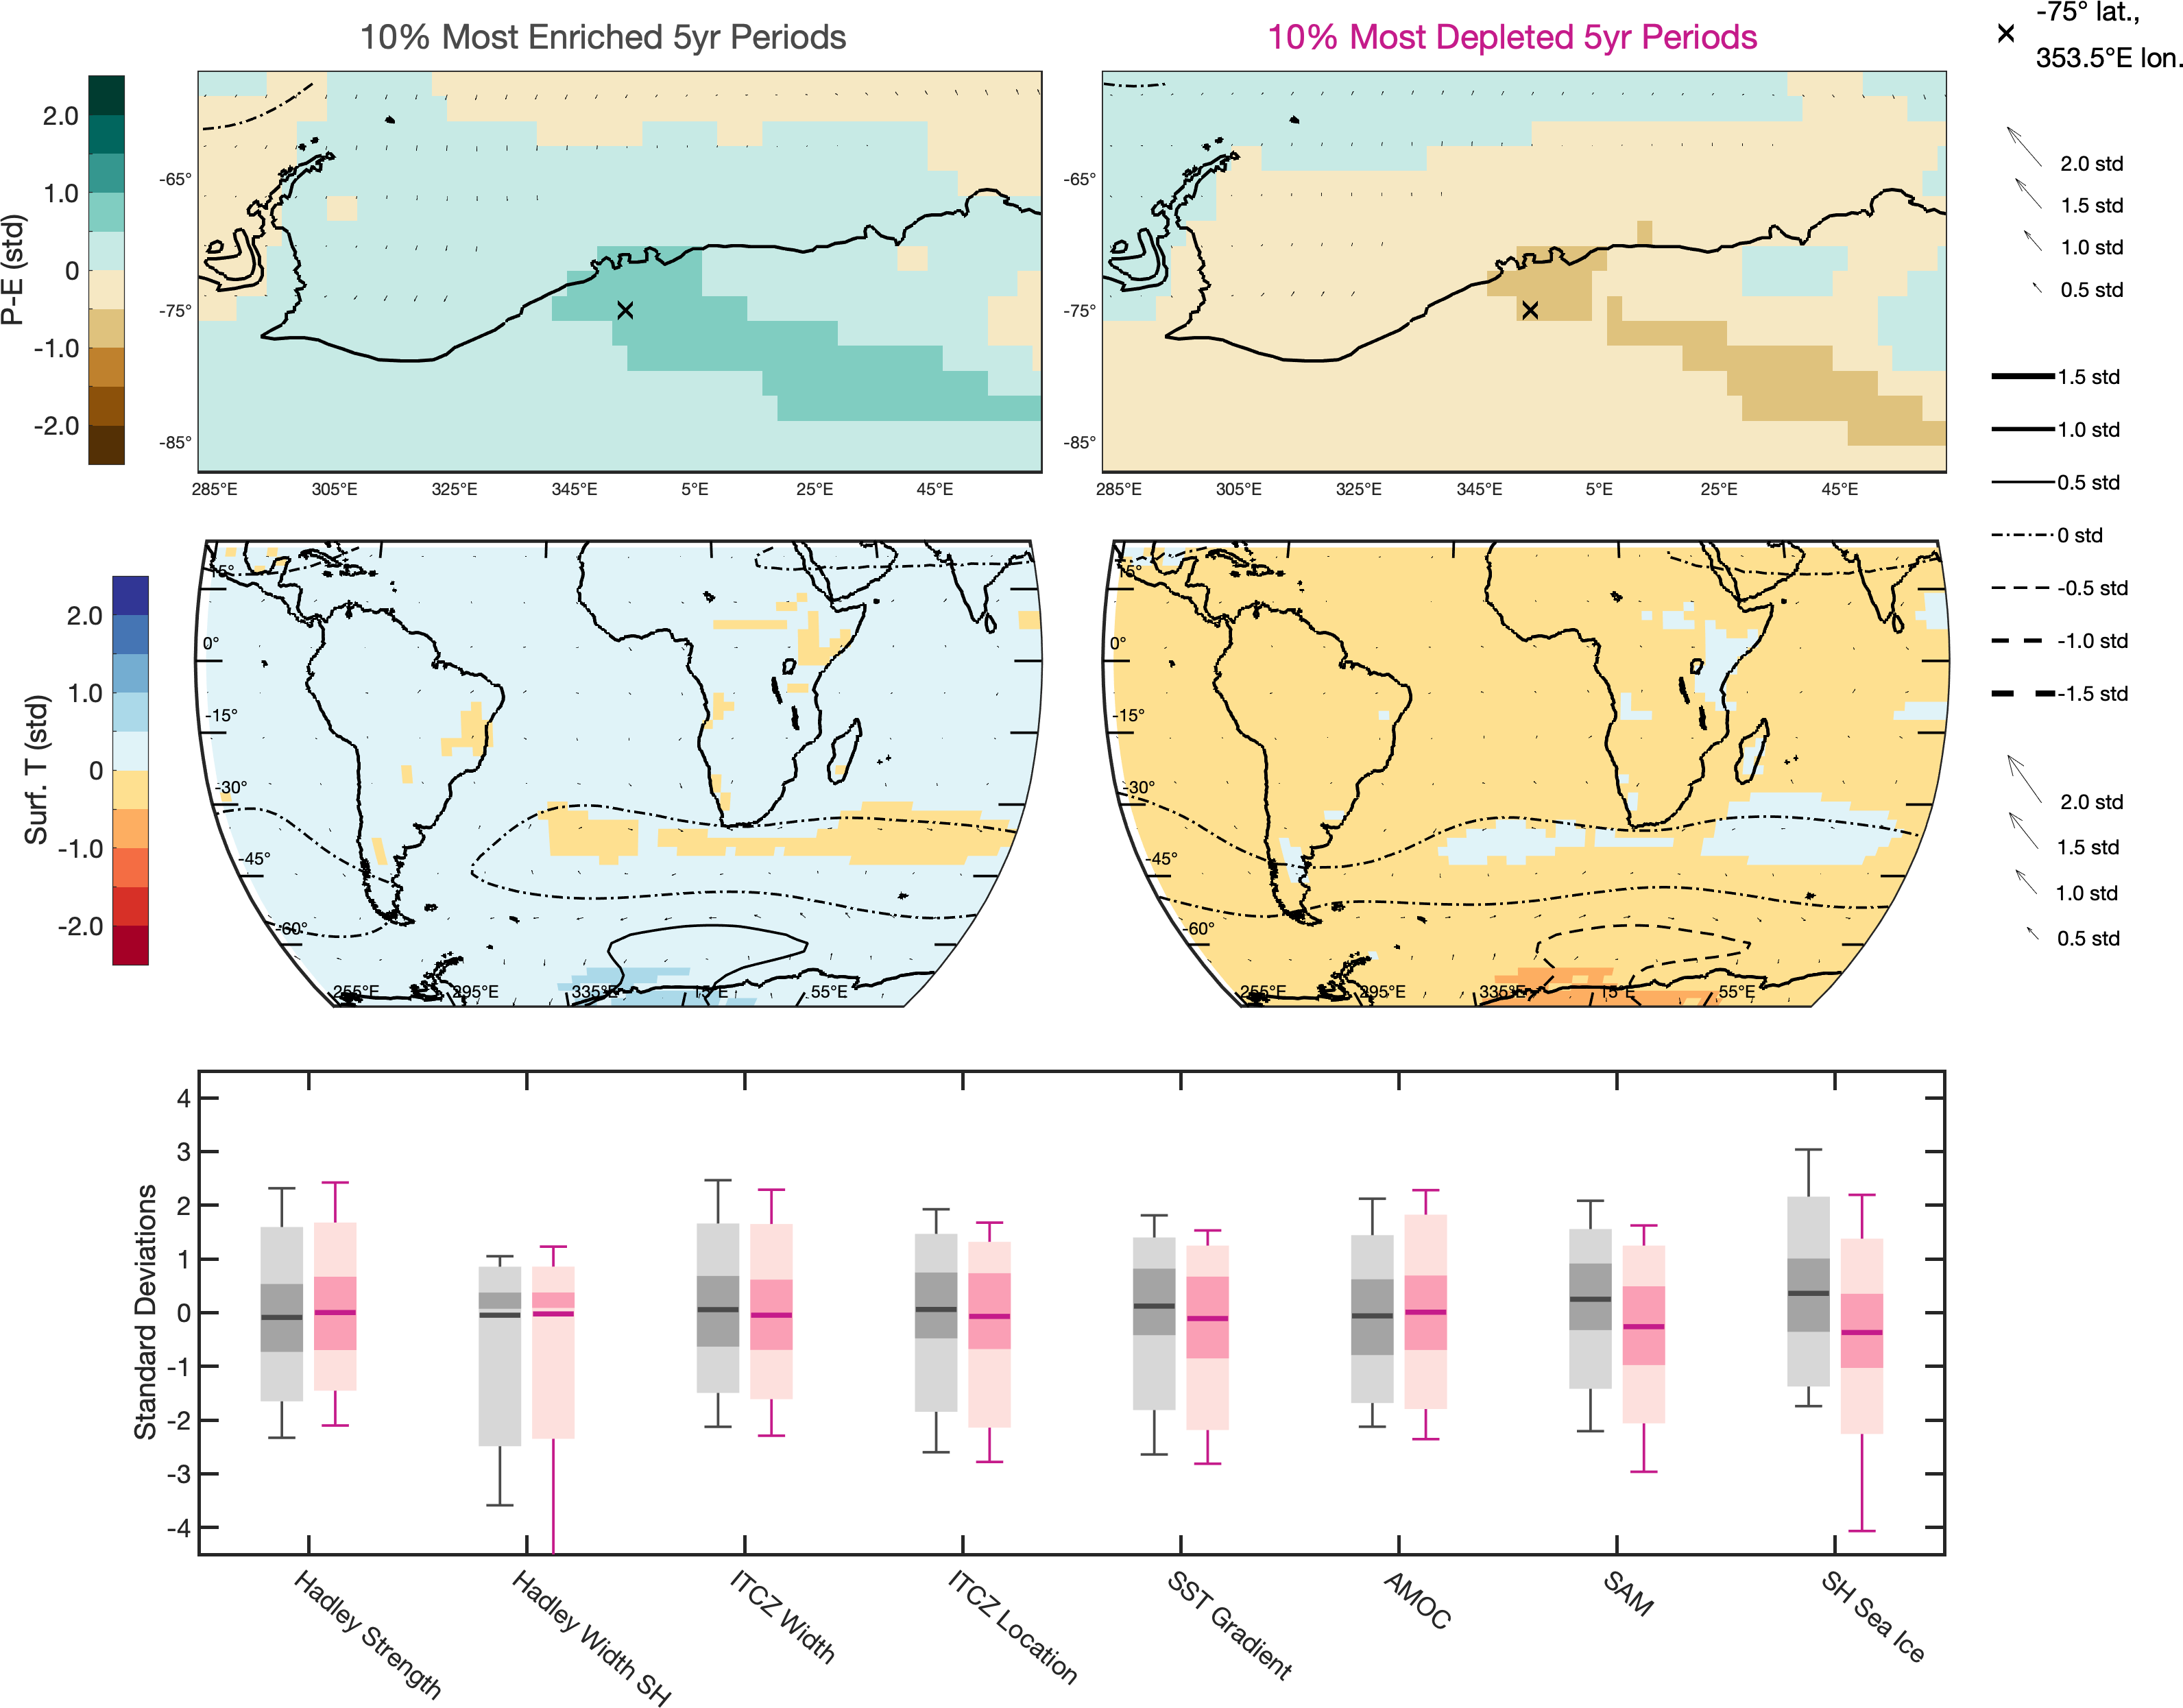 10% Most Enriched 5yr Periods
10% Most Depleted 5yr Periods
-75° lat.,
353.5°E lon.
P-E (std)
2.0
1.0
0
-1.0
-2.0
-65°
-75°
-85°
285°E 305°E 325°E 345°E 5°E 25°E 45°E
-65°
-75°
-85°
285°E 305°E 325°E 345°E 5°E 25°E 45°E
2.0 std
1.5 std
1.0 std
0.5 std
1.5 std
1.0 std
0.5 std
0 std
-0.5 std
-1.0 std
-1.5 std
2.0 std
1.5 std
1.0 std
0.5 std
Surf. T (std)
2.0
1.0
0
-1.0
-2.0
15°
0°
-15°
-30°
-45°
-60°
255°E 295°E 335°E 15°E 55°E
15°
0°
-15°
-30°
-45°
-60°
255°E 295°E 335°E 15°E 55°E
Standard Deviations
4
3
2
1
0
-1
-2
-3
-4
Hadley Strength
Hadley Width SH
ITCZ Width
ITCZ Location
SST Gradient
AMOC
SAM
SH Sea Ice